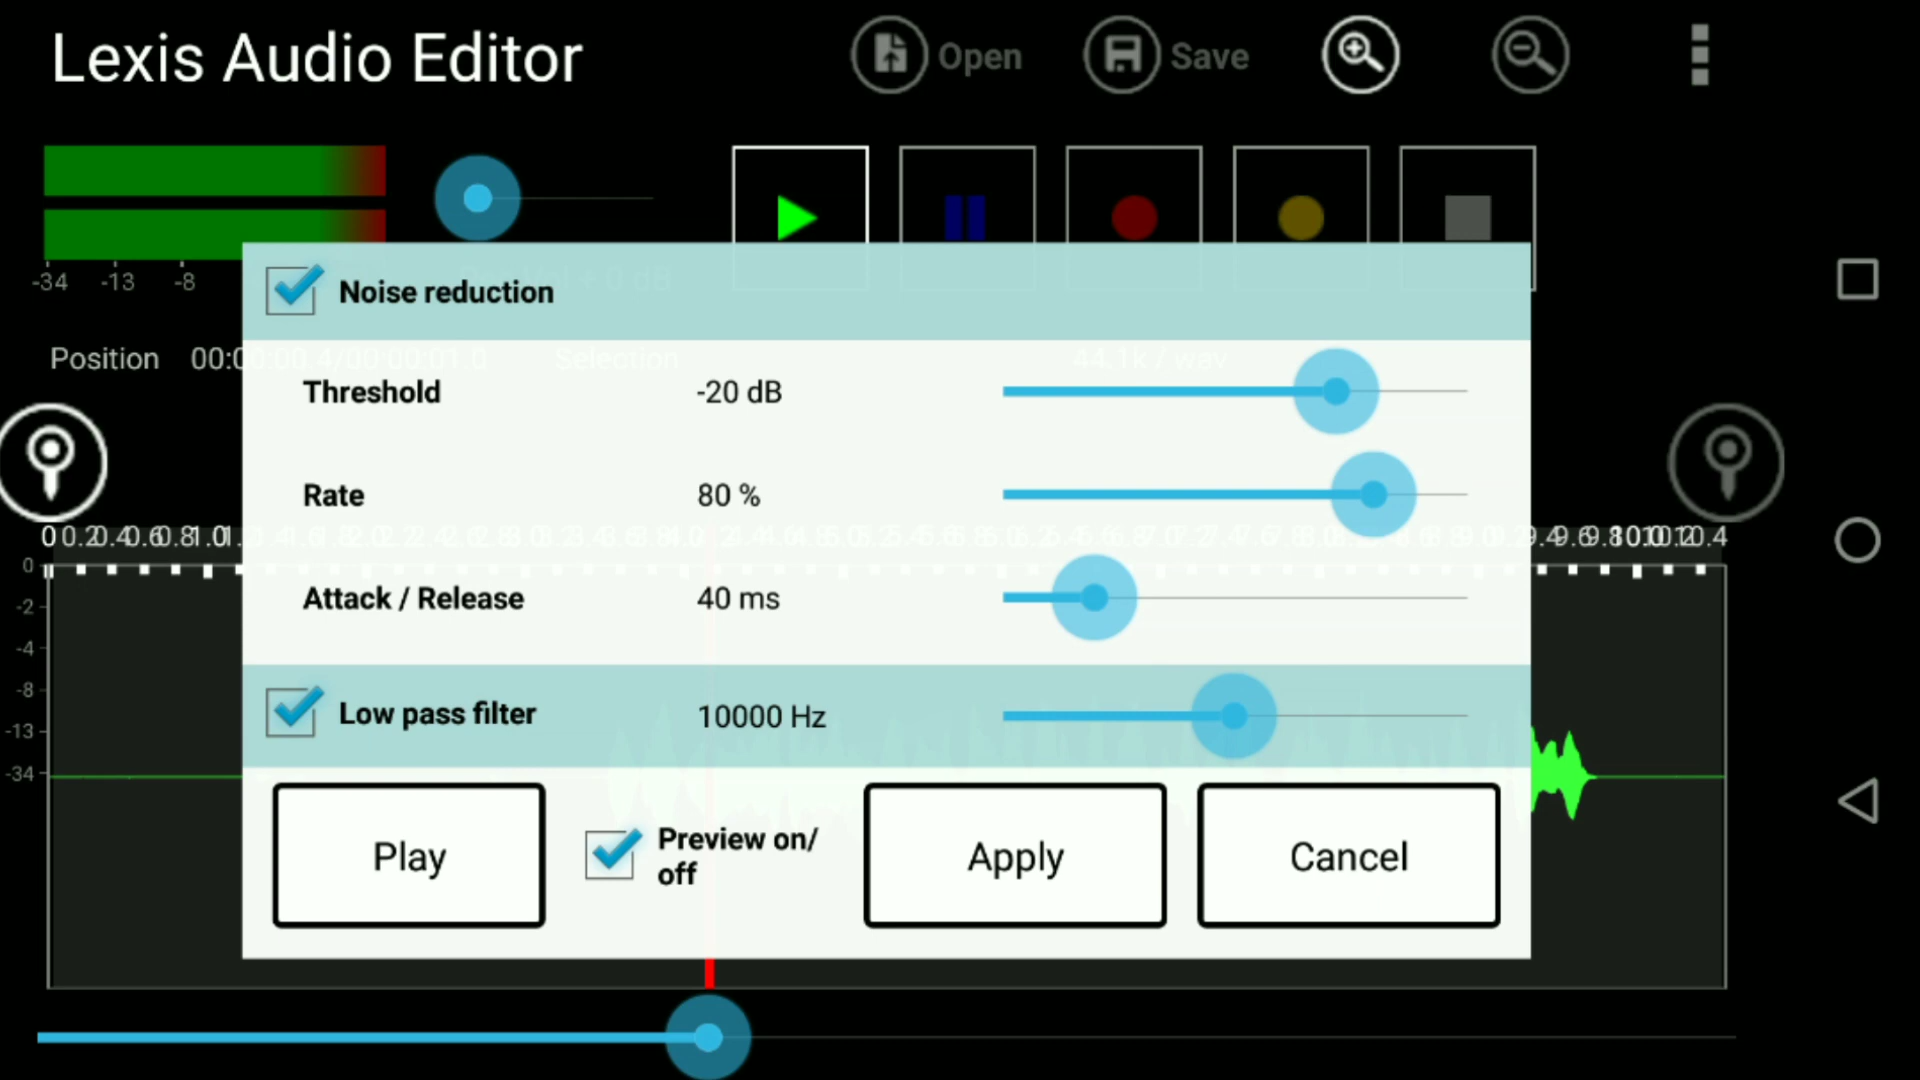 Lexis Audio Editor
Open
Save
-34 -13 -8
Noise reduction
Position
Threshold -20 dB
Rate 80 %
Attack / Release 40 ms
Low pass filter 10000 Hz
0
-2
-4
-8
-13
-34
Play
Preview on/
off
Apply
Cancel